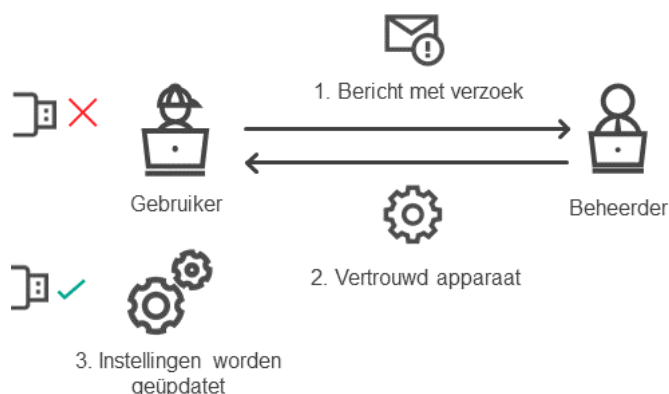 1. Bericht met verzoek
Gebruiker
Beheerder
2. Vertrouwd apparaat
3. Instellingen worden
geüpdatet